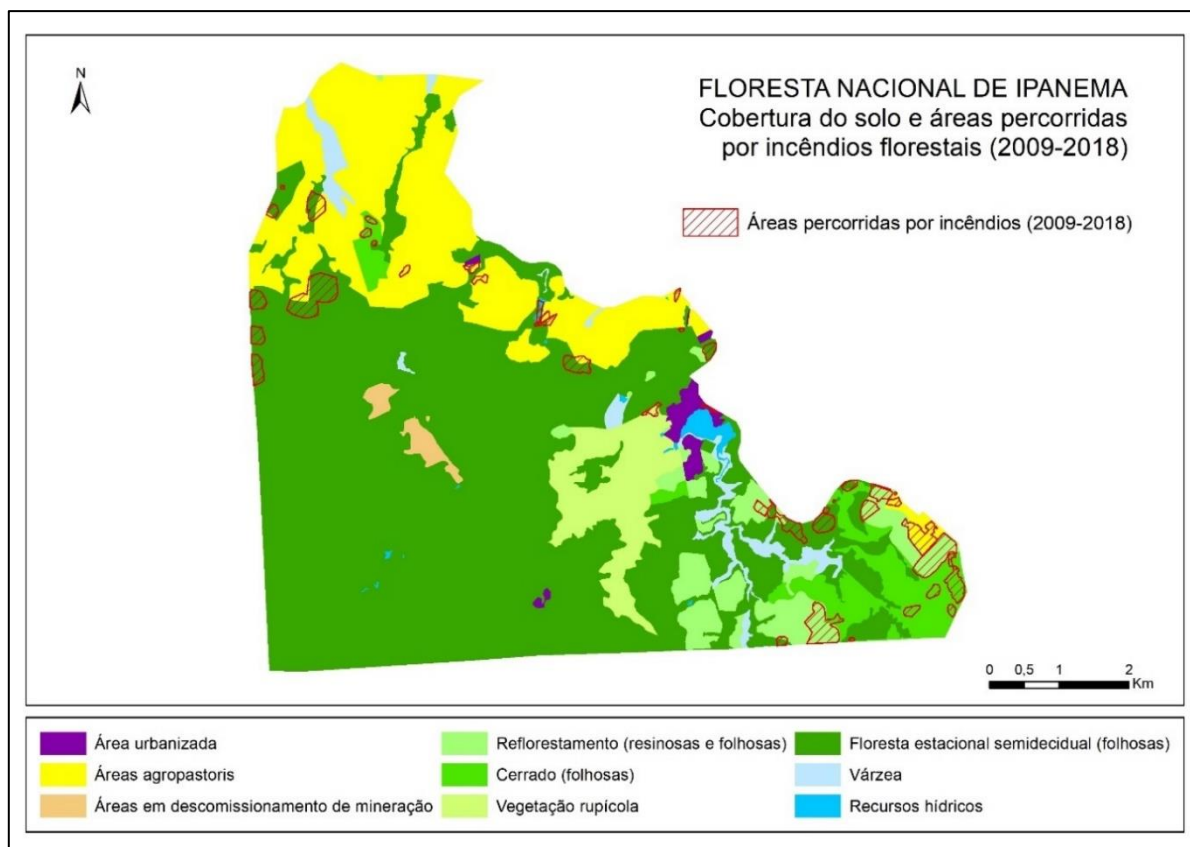 N
FLORESTA NACIONAL DE IPANEMA
Cobertura do solo e áreas percorridas
por incêndios florestais (2009-2018)
Áreas percorridas por incêndios (2009-2018)
0 0,5 1 2
Km
Área urbanizada
Áreas agropastoris
Áreas em descomissionamento de mineração
Reflorestamento (resinosas e folhosas)
Cerrado (folhosas)
Vegetação rupícola
Floresta estacional semidecidual (folhosas)
Várzea
Recursos hídricos